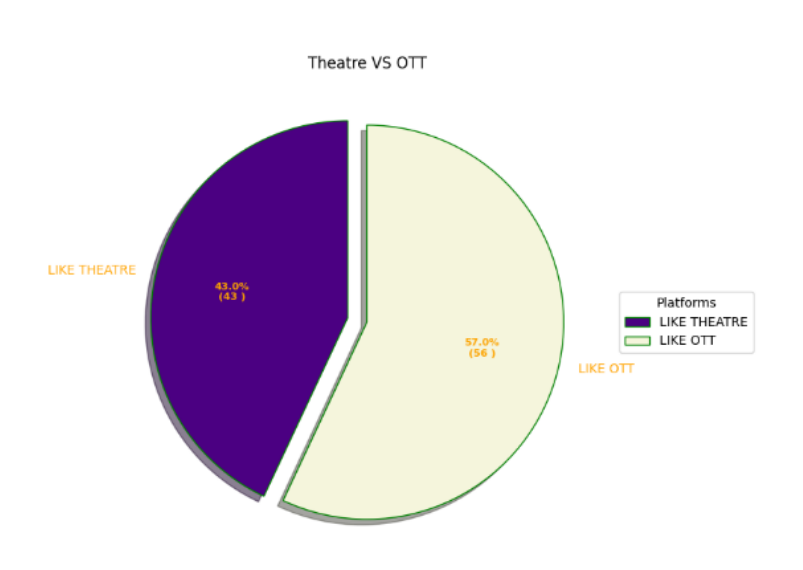 Theatre VS OTT
LIKE THEATRE
43.0%
(43 )
57.0%
(56 )
LIKE OTT
Platforms
LIKE THEATRE
LIKE OTT